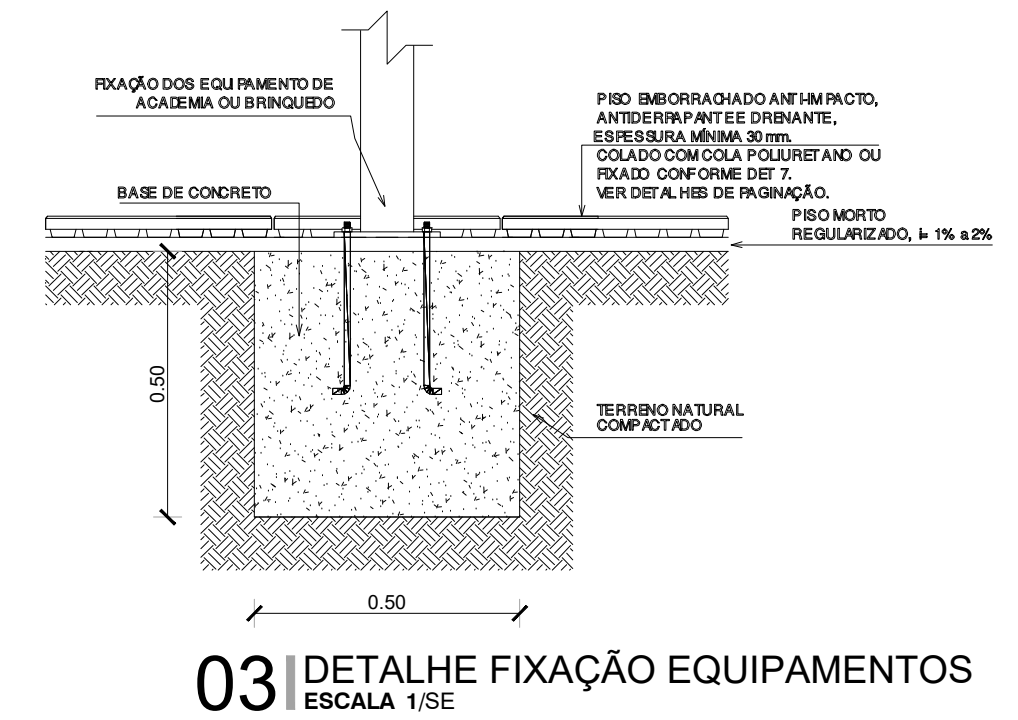 FIXAÇÃO DOS EQUIPAMENTO DE
ACADEMIA OU BRINQUEDO
PISO EMBORRACHADO ANTI-IMPACTO,
ANTIDERRAPANTE E DRENANTE,
ESPESSURA MÍNIMA 30 mm.
COLADO COM COLA POLIURETANO OU
FIXADO CONFORME DET 7.
VER DETALHES DE PAGINAÇÃO.
BASE DE CONCRETO
PISO MORTO
REGULARIZADO, i= 1% a 2%
0.50
TERRENO NATURAL
COMPACTADO
0.50
03 DETALHE FIXAÇÃO EQUIPAMENTOS
ESCALA 1/SE